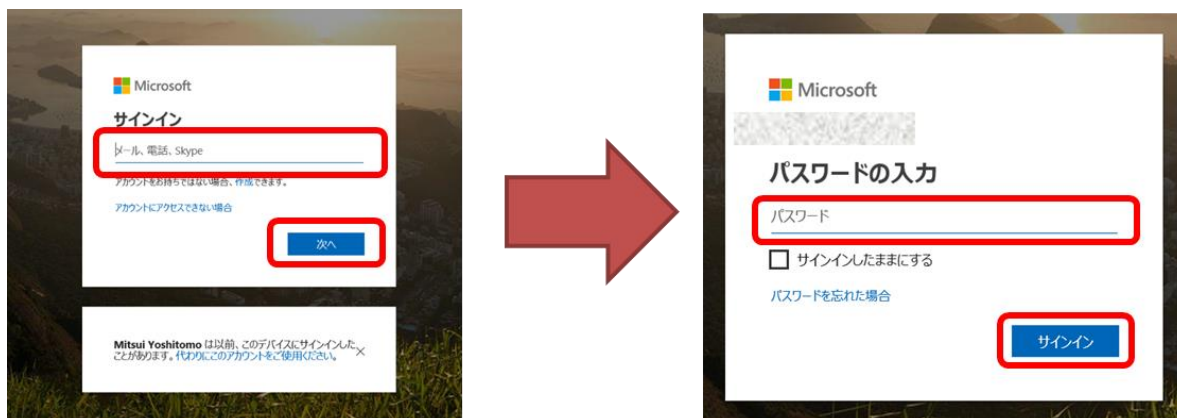 Microsoft
サインイン
メール、電話、Skype
アカウントをお持ちではない場合、作成できます。
アカウントにアクセスできない場合
次へ
Mitsui Yoshitomo は以前、このデバイスにサインインした
ことがあります。代わりにこのアカウントをご使用ください。
Microsoft
パスワードの入力
パスワード
サインインしたままにする
パスワードを忘れた場合
サインイン